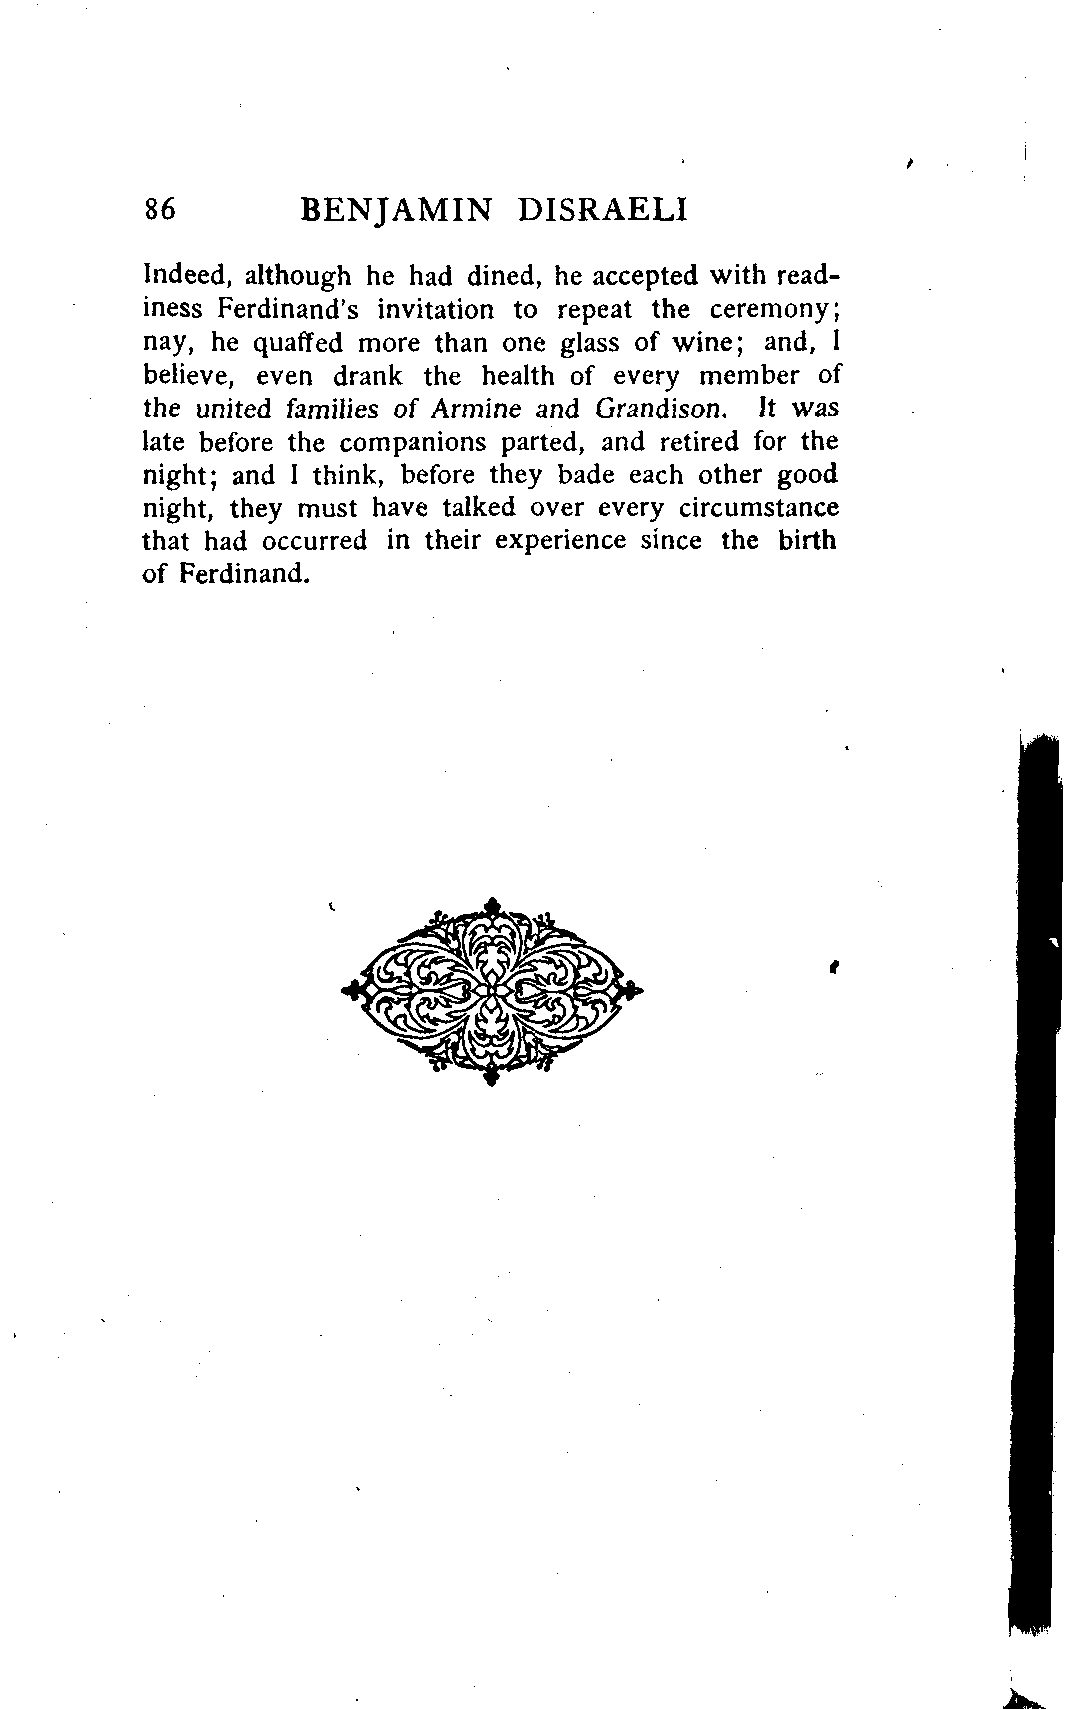 86 BENJAMIN DISRAELI
Indeed, although he had dined, he accepted with read-
iness Ferdinand's invitation to repeat the ceremony;
nay, he quaffed more than one glass of wine; and, I
believe, even drank the health of every member of
the united families of Armine and Grandison. It was
late before the companions parted, and retired for the
night; and I think, before they bade each other good
night, they must have talked over every circumstance
that had occurred in their experience since the birth
of Ferdinand.